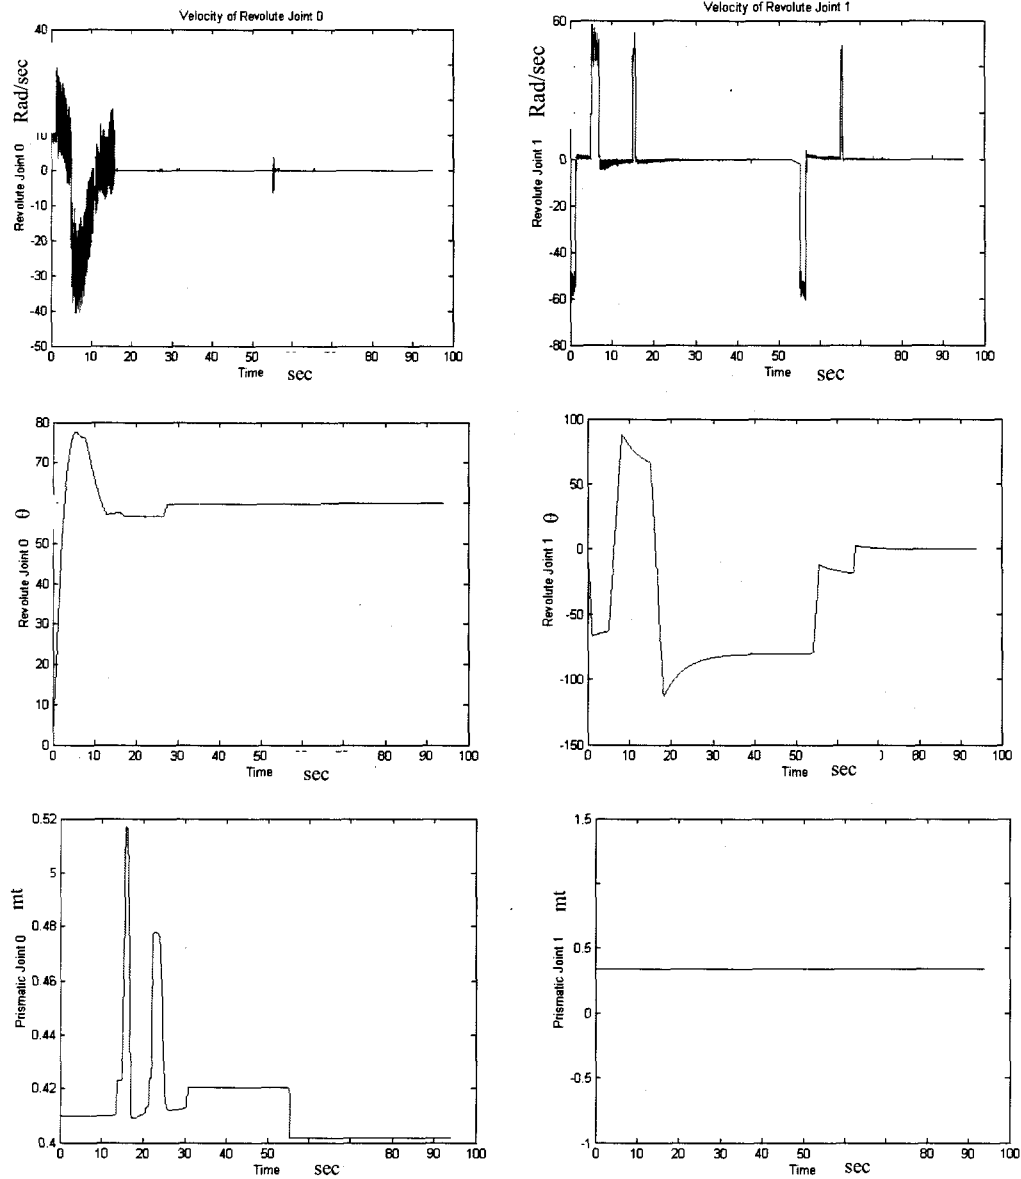 Velocity of Revolute Joint 0
Velocity of Revolute Joint 1
40
10
0
-10
-20
-30
-40
-50
Revolute Joint 0 Rad/sec
0 10 20 30 40 50 60 70 80 90 100
Time sec
60
40
20
0
-20
-40
-60
-80
Revolute Joint 1 Rad/sec
0 10 20 30 40 50 60 70 80 90 100
Time sec
80
70
60
50
40
30
20
10
0
Revolute Joint 0 θ
0 10 20 30 40 50 60 70 80 90 100
Time sec
100
50
0
-50
-100
-150
Revolute Joint 1 θ
0 10 20 30 40 50 60 70 80 90 100
Time sec
0.52
5
0.48
0.46
0.44
0.42
0.4
Prismatic Joint 0 mt
0 10 20 30 40 50 60 70 80 90 100
Time sec
1.5
0.5
0
-0.5
-1
Prismatic Joint 1 mt
0 10 20 30 40 50 60 70 80 90 100
Time sec